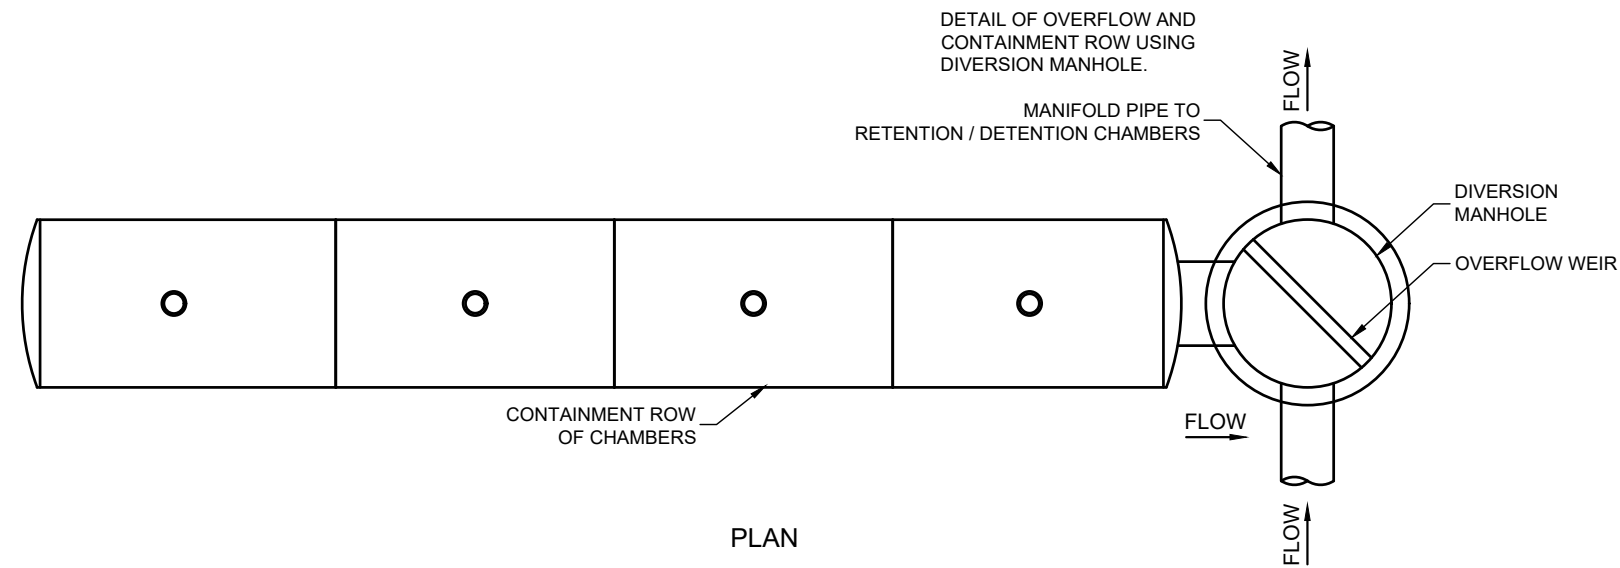 DETAIL OF OVERFLOW AND
CONTAINMENT ROW USING
DIVERSION MANHOLE.
FLOW
MANIFOLD PIPE TO
RETENTION / DETENTION CHAMBERS
DIVERSION
MANHOLE
OVERFLOW WEIR
CONTAINMENT ROW
OF CHAMBERS
FLOW
FLOW
PLAN